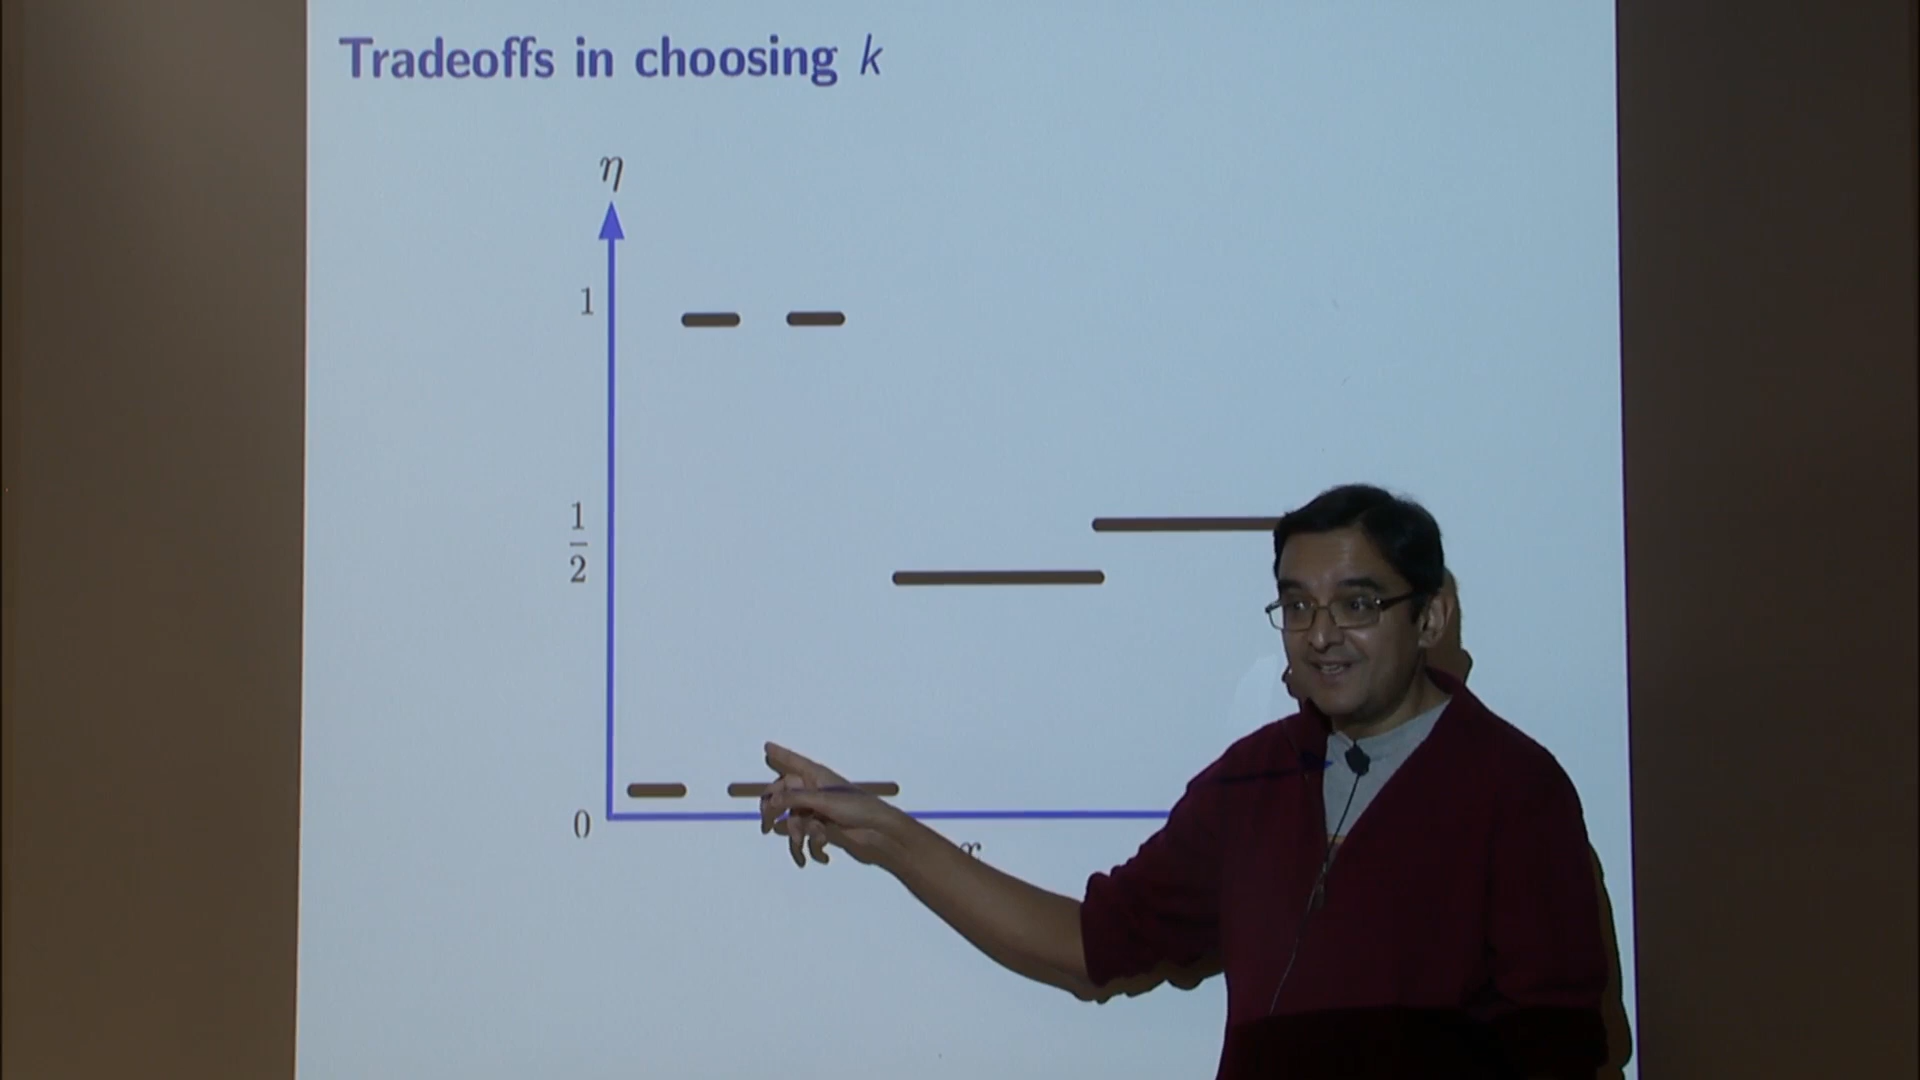 Tradeoffs in choosing k
η
1
1
2
0
x